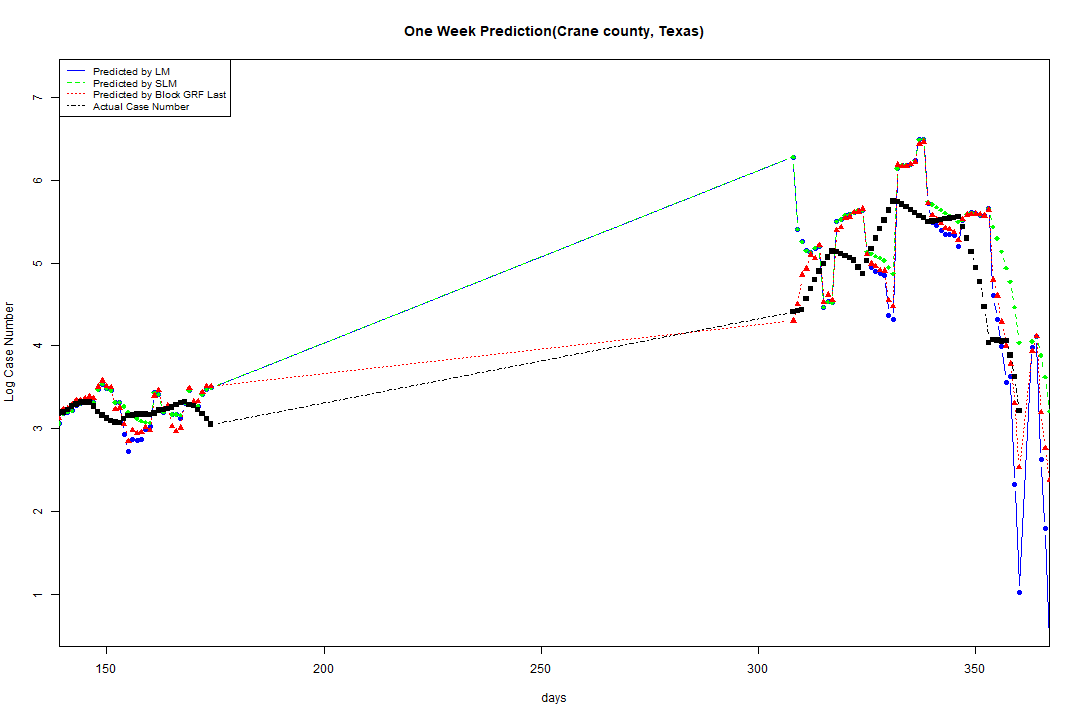 One Week Prediction(Crane county, Texas)
Predicted by LM
Predicted by SLM
Predicted by Block GRF Last
Actual Case Number
Log Case Number
7
6
5
4
3
2
1
150 200 250 300 350
days